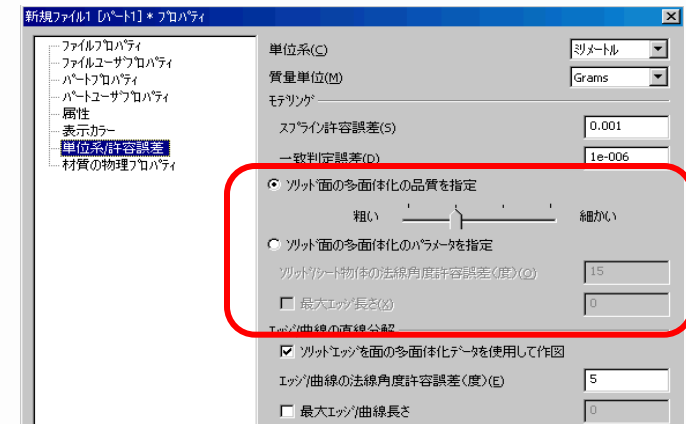 新規ファイル1 [パート1] * プロパティ
ファイルプロパティ
ファイルユーザプロパティ
パートプロパティ
パートユーザプロパティ
属性
表示カラー
単位系/許容誤差
材質の物理プロパティ
単位系(C) ミリメートル
質量単位(M) Grams
モデリング
スプライン許容誤差(S) 0.001
一致判定誤差(D) 1e-006
ソリッド面の多面体化の品質を指定
粗い 細かい
ソリッド面の多面体化のパラメータを指定
ソリッド/シート物体の法線角度許容誤差(度)(O) 15
最大エッジ長さ(X) 0
エッジ/曲線の直線分解
ソリッドエッジを面の多面体化データを使用して作図
エッジ/曲線の法線角度許容誤差(度)(E) 5
最大エッジ/曲線長さ 0